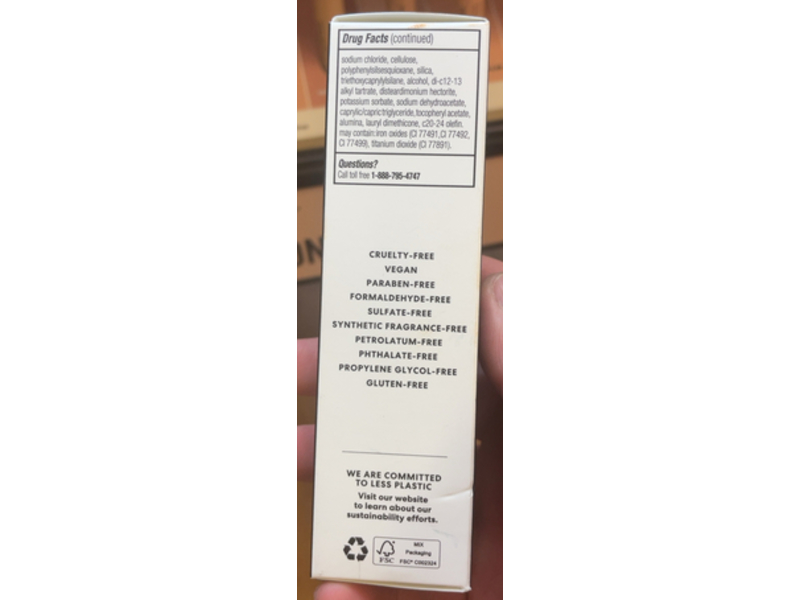 Drug Facts (continued)
sodium chloride, cellulose,
polyphenylsilsesquioxane, silica,
triethoxycaprylylsilane, alcohol, di-c12-13
alkyl tartrate, disteardimonium hectorite,
potassium sorbate, sodium dehydroacetate,
caprylic/capric triglyceride, tocopheryl acetate,
alumina, lauryl dimethicone, c20-24 olefin.
may contain: iron oxides (CI 77491, CI 77492,
CI 77499), titanium dioxide (CI 77891).
Questions?
Call toll free 1-888-795-4747
CRUELTY-FREE
VEGAN
PARABEN-FREE
FORMALDEHYDE-FREE
SULFATE-FREE
SYNTHETIC FRAGRANCE-FREE
PETROLATUM-FREE
PHTHALATE-FREE
PROPYLENE GLYCOL-FREE
GLUTEN-FREE
WE ARE COMMITTED
TO LESS PLASTIC
Visit our website
to learn about our
sustainability efforts.
MIX
Packaging
FSC
FSC® C002324